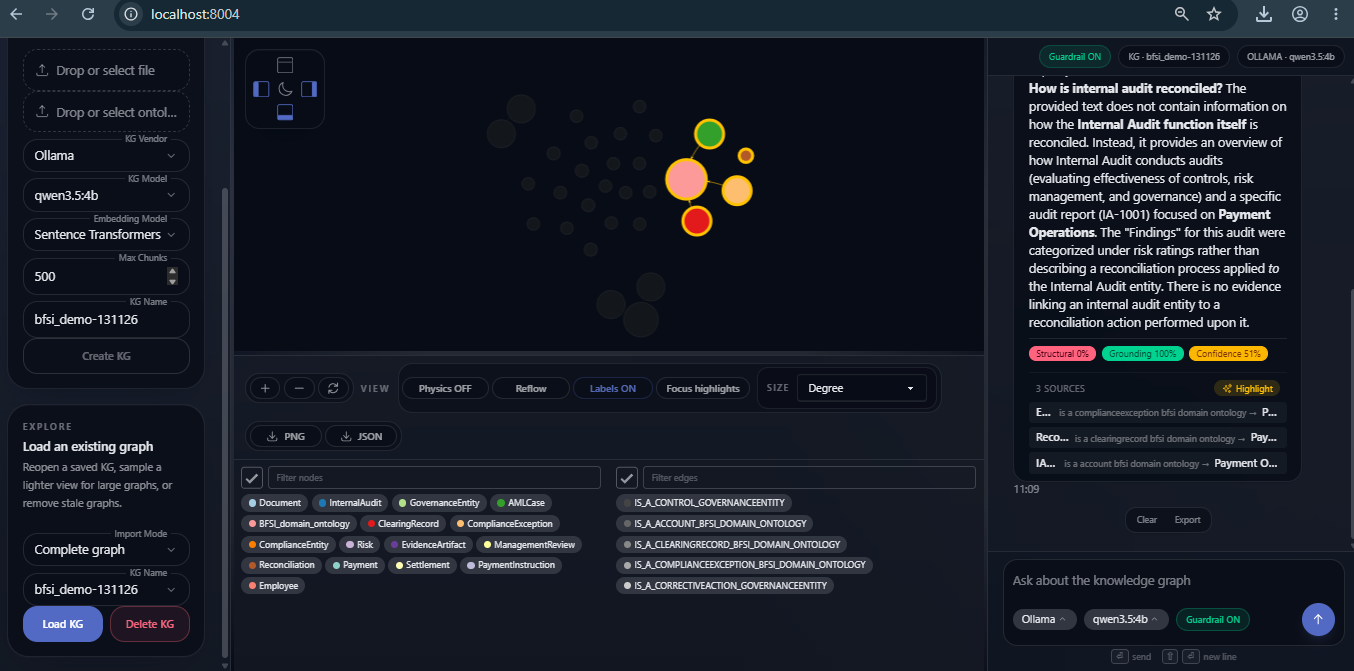 localhost:8004
Drop or select file
Drop or select ontol...
KG Vendor
Ollama
KG Model
qwen3.5:4b
Embedding Model
Sentence Transformers
Max Chunks
500
KG Name
bfsi_demo-131126
Create KG
EXPLORE
Load an existing graph
Reopen a saved KG, sample a
lighter view for large graphs, or
remove stale graphs.
Import Mode
Complete graph
KG Name
bfsi_demo-131126
Load KG Delete KG
VIEW Physics OFF Reflow Labels ON Focus highlights SIZE Degree
PNG JSON
Filter nodes
Document InternalAudit GovernanceEntity AMLCase
BFSI_domain_ontology ClearingRecord ComplianceException
ComplianceEntity Risk EvidenceArtifact ManagementReview
Reconciliation Payment Settlement PaymentInstruction
Employee
Filter edges
IS_A_CONTROL_GOVERNANCEENTITY
IS_A_ACCOUNT_BFSI_DOMAIN_ONTOLOGY
IS_A_CLEARINGRECORD_BFSI_DOMAIN_ONTOLOGY
IS_A_COMPLIANCEEXCEPTION_BFSI_DOMAIN_ONTOLOGY
IS_A_CORRECTIVEACTION_GOVERNANCEENTITY
Guardrail ON KG · bfsi_demo-131126 OLLAMA · qwen3.5:4b
How is internal audit reconciled? The
provided text does not contain information on
how the Internal Audit function itself is
reconciled. Instead, it provides an overview of
how Internal Audit conducts audits
(evaluating effectiveness of controls, risk
management, and governance) and a specific
audit report (IA-1001) focused on Payment
Operations. The "Findings" for this audit were
categorized under risk ratings rather than
describing a reconciliation process applied to
the Internal Audit entity. There is no evidence
linking an internal audit entity to a
reconciliation action performed upon it.
Structural 0% Grounding 100% Confidence 51%
3 SOURCES Highlight
E... is a complianceexception bfsi domain ontology → P...
Reco... is a clearingrecord bfsi domain ontology → Pay...
IA... is a account bfsi domain ontology → Payment O...
11:09
Clear Export
Ask about the knowledge graph
Ollama qwen3.5:4b Guardrail ON
send new line